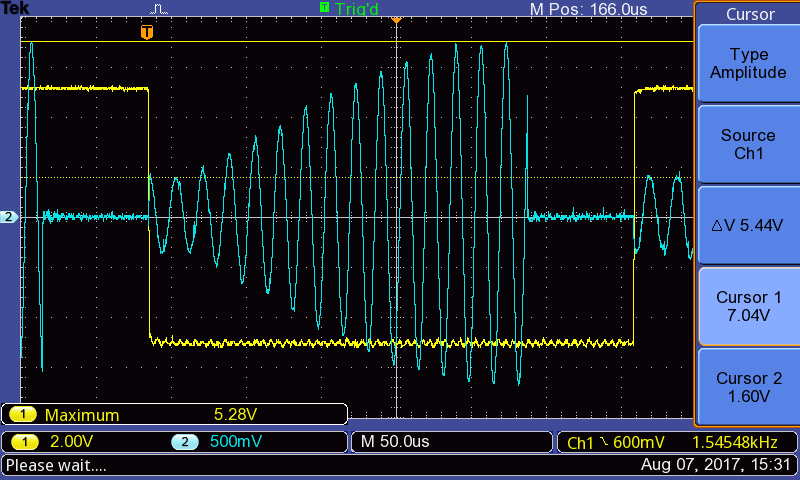 Tek T Trig'd M Pos: 166.0us Cursor
T
Type
Amplitude
Source
Ch1
2
△V 5.44V
Cursor 1
7.04V
Cursor 2
1.60V
1 Maximum 5.28V
1 2.00V 2 500mV M 50.0us Ch1 \ 600mV 1.54548kHz
Please wait.... Aug 07, 2017, 15:31